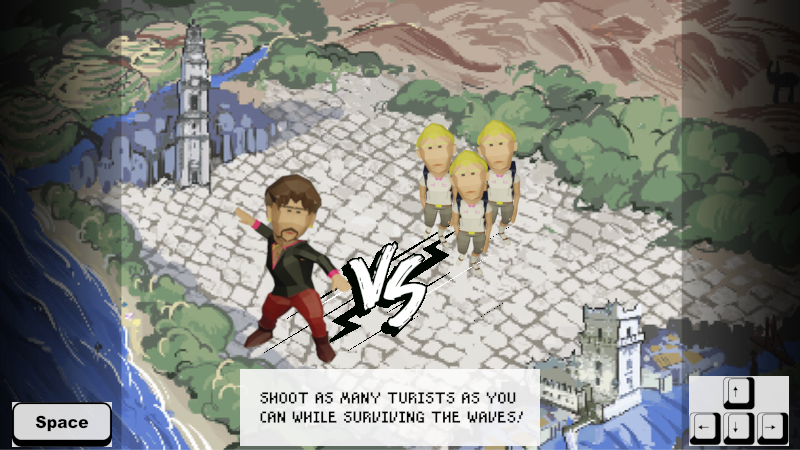 VS
SHOOT AS MANY TURISTS AS YOU
CAN WHILE SURVIVING THE WAVES!
Space
↑
← ↓ →